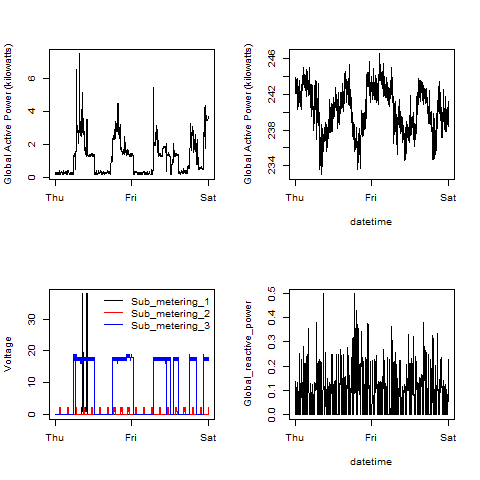 Global Active Power (kilowatts)
0 2 4 6
Thu Fri Sat
Global Active Power (kilowatts)
234 238 242 246
Thu Fri Sat
datetime
Voltage
0 10 20 30
Sub_metering_1
Sub_metering_2
Sub_metering_3
Thu Fri Sat
Global_reactive_power
0.0 0.1 0.2 0.3 0.4 0.5
Thu Fri Sat
datetime